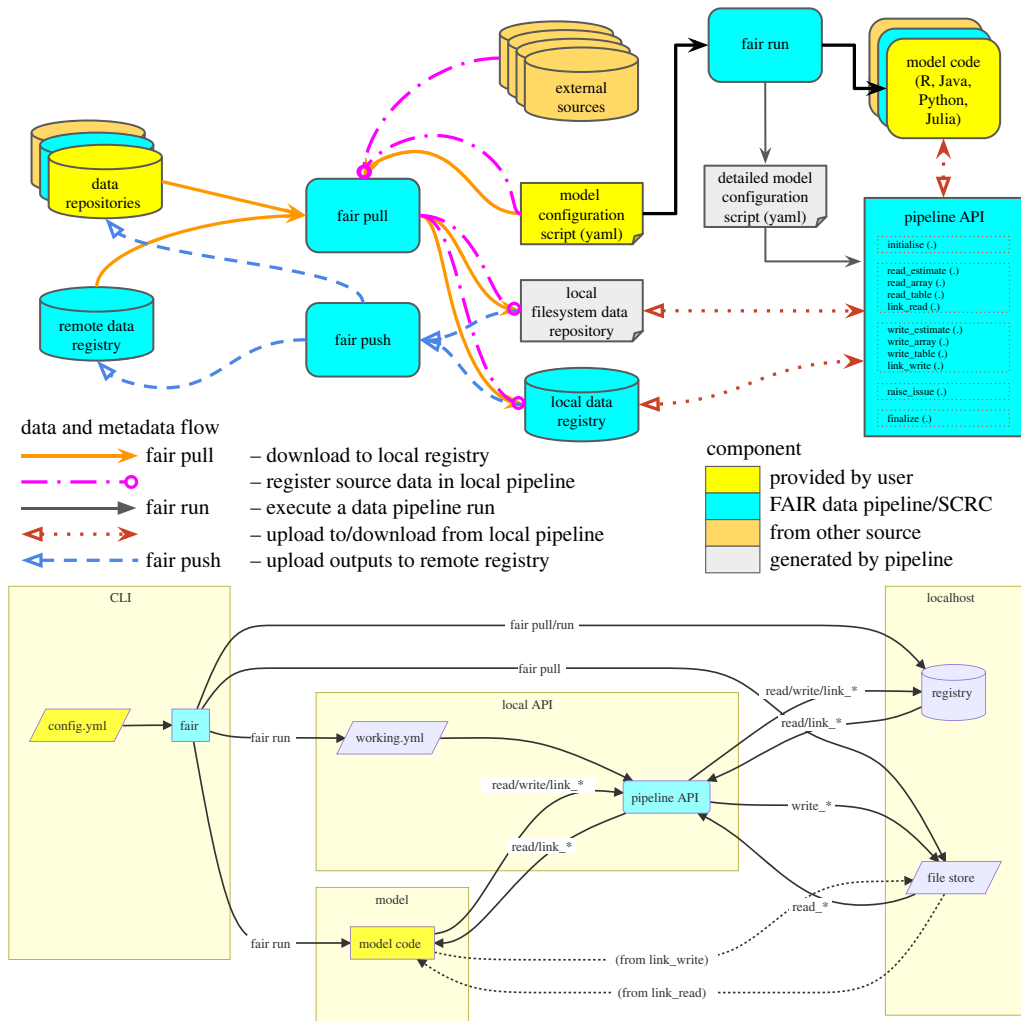 external
sources
fair run
model code
(R, Java,
Python,
Julia)
data
repositories
fair pull
model
configuration
script (yaml)
detailed model
configuration
script (yaml)
pipeline API
initialise (.)
read_estimate (.)
read_array (.)
read_table (.)
link_read (.)
write_estimate (.)
write_array (.)
write_table (.)
link_write (.)
raise_issue (.)
finalize (.)
remote data
registry
fair push
local
filesystem data
repository
local data
registry
data and metadata flow
fair pull – download to local registry
– register source data in local pipeline
fair run – execute a data pipeline run
– upload to/download from local pipeline
fair push – upload outputs to remote registry
component
provided by user
FAIR data pipeline/SCRC
from other source
generated by pipeline
CLI
localhost
fair pull/run
fair pull
config.yml
fair
fair run
local API
working.yml
read/write/link_*
registry
read/link_*
read/write/link_*
pipeline API
write_*
read/link_*
file store
model
read_*
fair run
model code
(from link_write)
(from link_read)